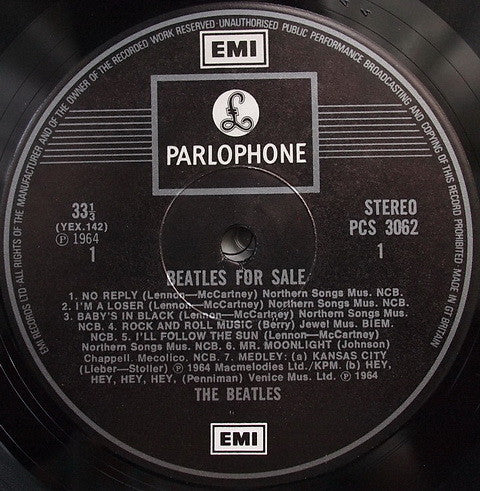 EMI RECORDS LTD ALL RIGHTS OF THE MANUFACTURER AND OF THE OWNER OF THE RECORDED WORK RESERVED·UNAUTHORISED PUBLIC PERFORMANCE BROADCASTING AND COPYING OF THIS RECORD PROHIBITED MADE IN GT BRITAIN
EMI
£
PARLOPHONE
33⅓
(YEX.142)
Ⓟ 1964
1
STEREO
PCS 3062
1
BEATLES FOR SALE
1. NO REPLY (Lennon—McCartney) Northern Songs Mus. NCB.
2. I'M A LOSER (Lennon—McCartney) Northern Songs Mus. NCB.
3. BABY'S IN BLACK (Lennon—McCartney) Northern Songs Mus.
NCB. 4. ROCK AND ROLL MUSIC (Berry) Jewel Mus. BIEM.
NCB. 5. I'LL FOLLOW THE SUN (Lennon—McCartney)
Northern Songs Mus. NCB. 6. MR. MOONLIGHT (Johnson)
Chappell. Mecolico. NCB. 7. MEDLEY: (a) KANSAS CITY
(Lieber—Stoller) Ⓟ 1964 Macmelodies Ltd./KPM. (b) HEY,
HEY, HEY, HEY. (Penniman) Venice Mus. Ltd. Ⓟ 1964
THE BEATLES
EMI